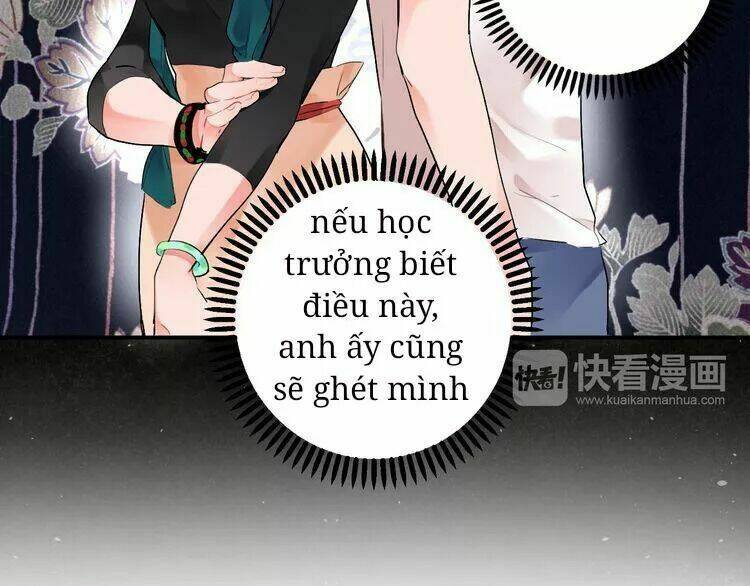 nếu học
trưởng biết
điều này,
anh ấy cũng
sẽ ghét mình
快看! 快看漫画
www.kuaikanmanhua.com